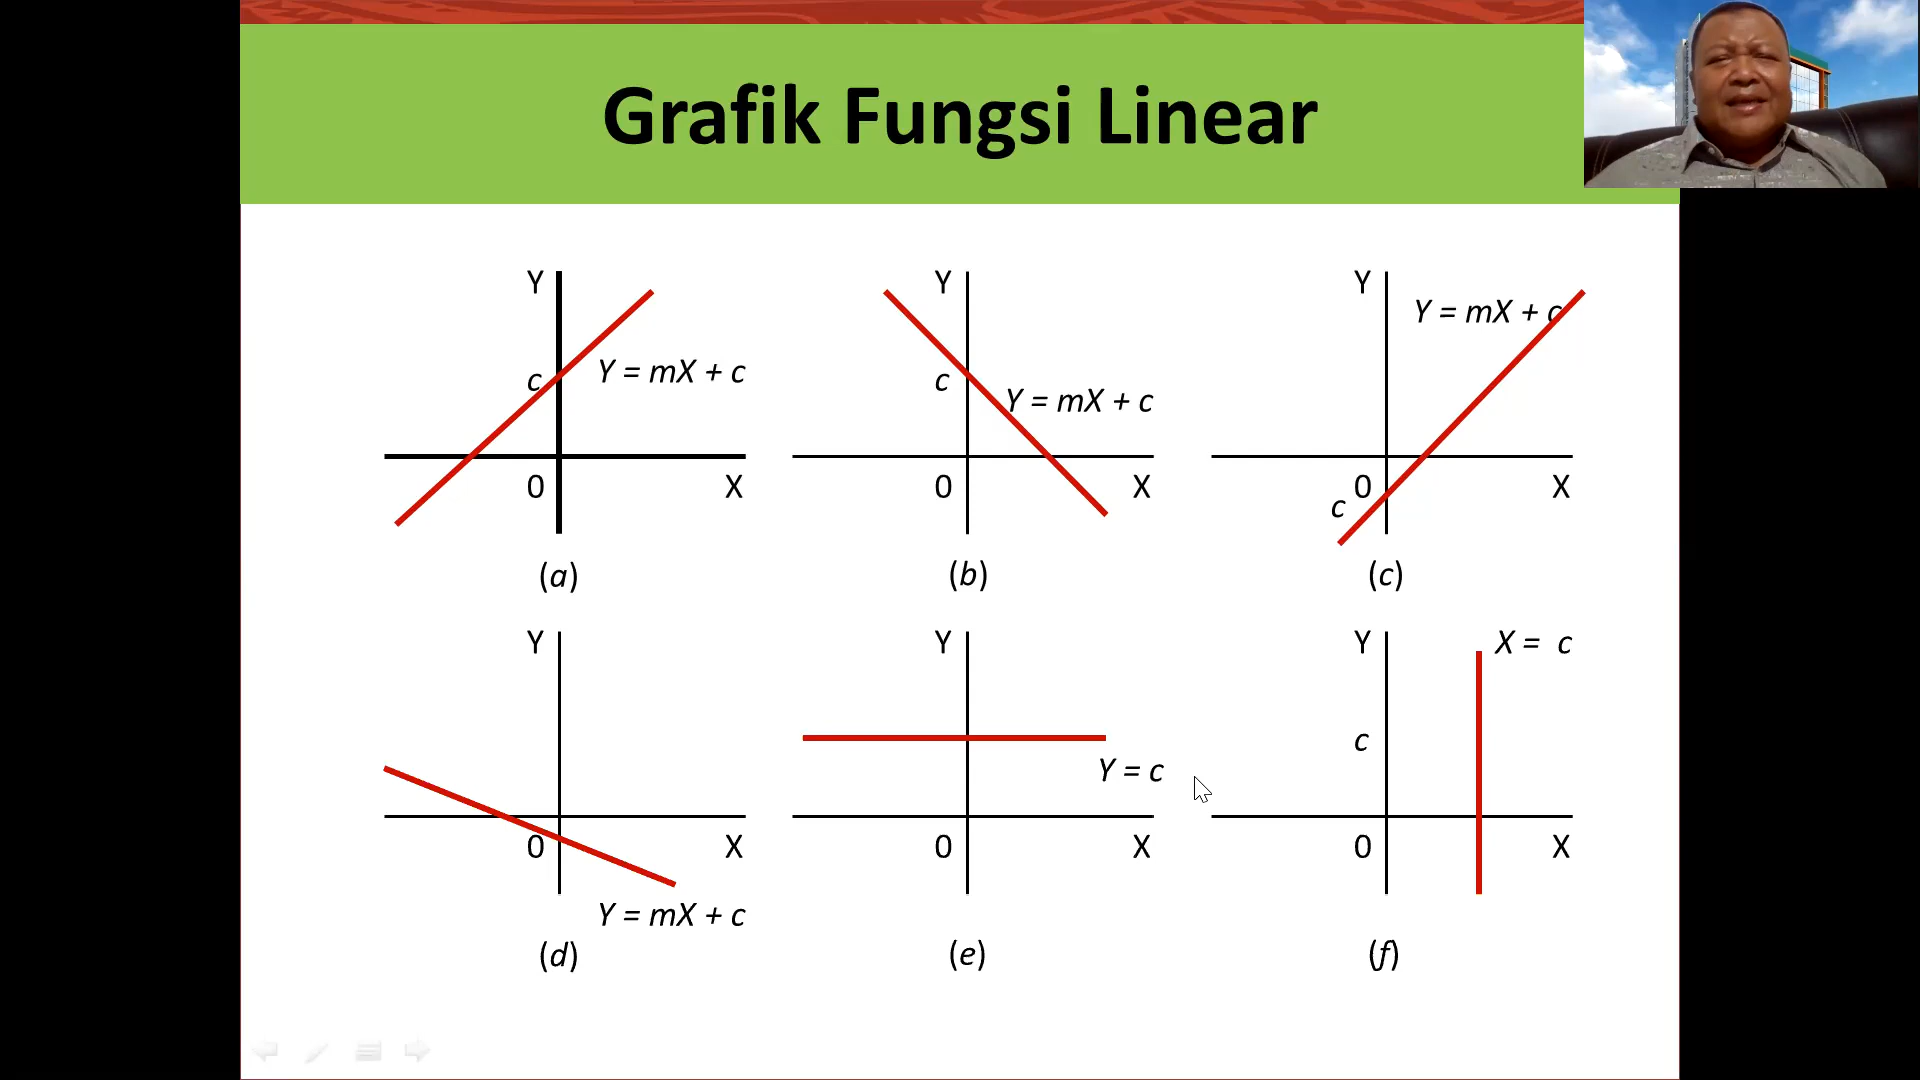 Grafik Fungsi Linear
Y
c
Y = mX + c
0
X
(a)
Y
c
Y = mX + c
0
X
(b)
Y
Y = mX + c
0
c
X
(c)
Y
0
X
Y = mX + c
(d)
Y
Y = c
0
X
(e)
Y
X = c
c
0
X
(f)